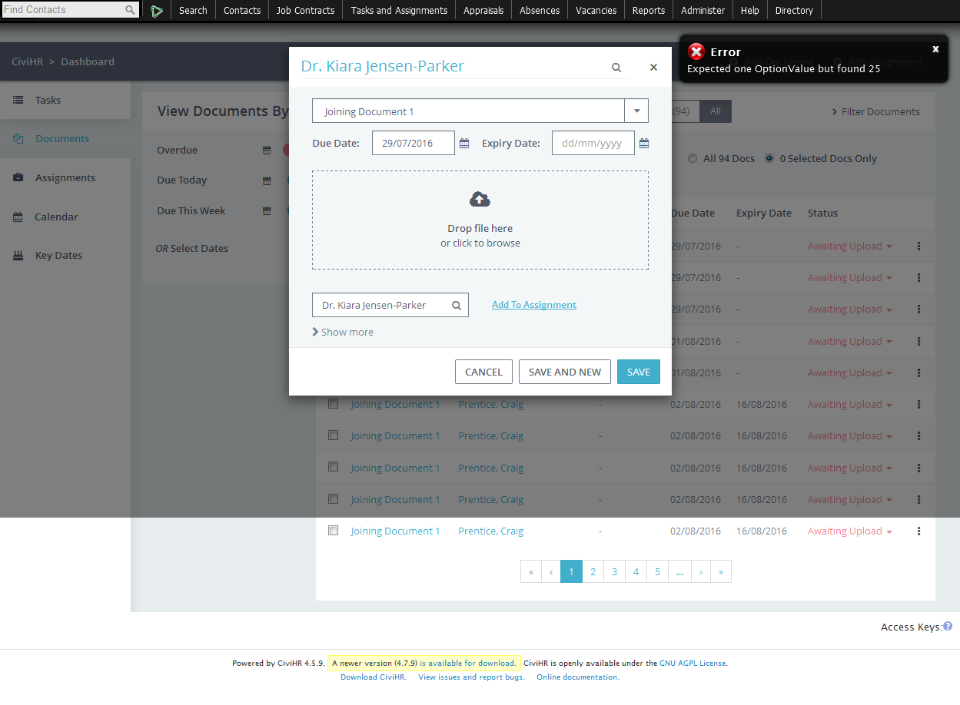 Find Contacts
Search Contacts Job Contracts Tasks and Assignments Appraisals Absences Vacancies Reports Administer Help Directory
CiviHR > Dashboard
Error x
Expected one OptionValue but found 25
Dr. Kiara Jensen-Parker ×
Tasks
Documents
Assignments
Calendar
Key Dates
View Documents By
Overdue
Due Today
Due This Week
OR Select Dates
(94) All > Filter Documents
All 94 Docs 0 Selected Docs Only
Joining Document 1
Due Date: 29/07/2016 Expiry Date: dd/mm/yyyy
Drop file here
or click to browse
Dr. Kiara Jensen-Parker Add To Assignment
Show more
CANCEL SAVE AND NEW SAVE
Due Date Expiry Date Status
29/07/2016 - Awaiting Upload
29/07/2016 Awaiting Upload
29/07/2016 - Awaiting Upload
01/08/2016 - Awaiting Upload
01/08/2016 - Awaiting Upload
Joining Document 1 Prentice, Craig - 02/08/2016 16/08/2016 Awaiting Upload
Joining Document 1 Prentice, Craig - 02/08/2016 16/08/2016 Awaiting Upload
Joining Document 1 Prentice, Craig - 02/08/2016 16/08/2016 Awaiting Upload
Joining Document 1 Prentice, Craig - 02/08/2016 16/08/2016 Awaiting Upload
Joining Document 1 Prentice, Craig - 02/08/2016 16/08/2016 Awaiting Upload
« ‹ 1 2 3 4 5 ... › »
Access Keys:?
Powered by CiviHR 4.5.9. A newer version (4.7.9) is available for download. CiviHR is openly available under the GNU AGPL License.
Download CiviHR. View issues and report bugs. Online documentation.